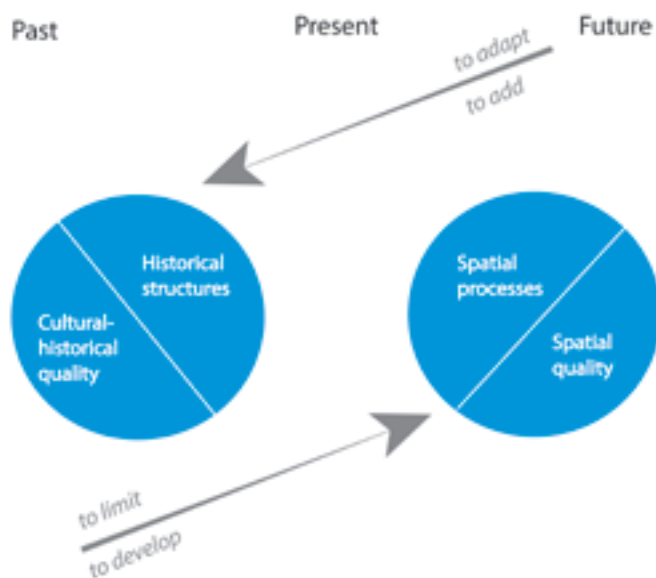 Past
Present
Future
to adapt
to add
Historical
structures
Cultural-
historical
quality
Spatial
processes
Spatial
quality
to limit
to develop